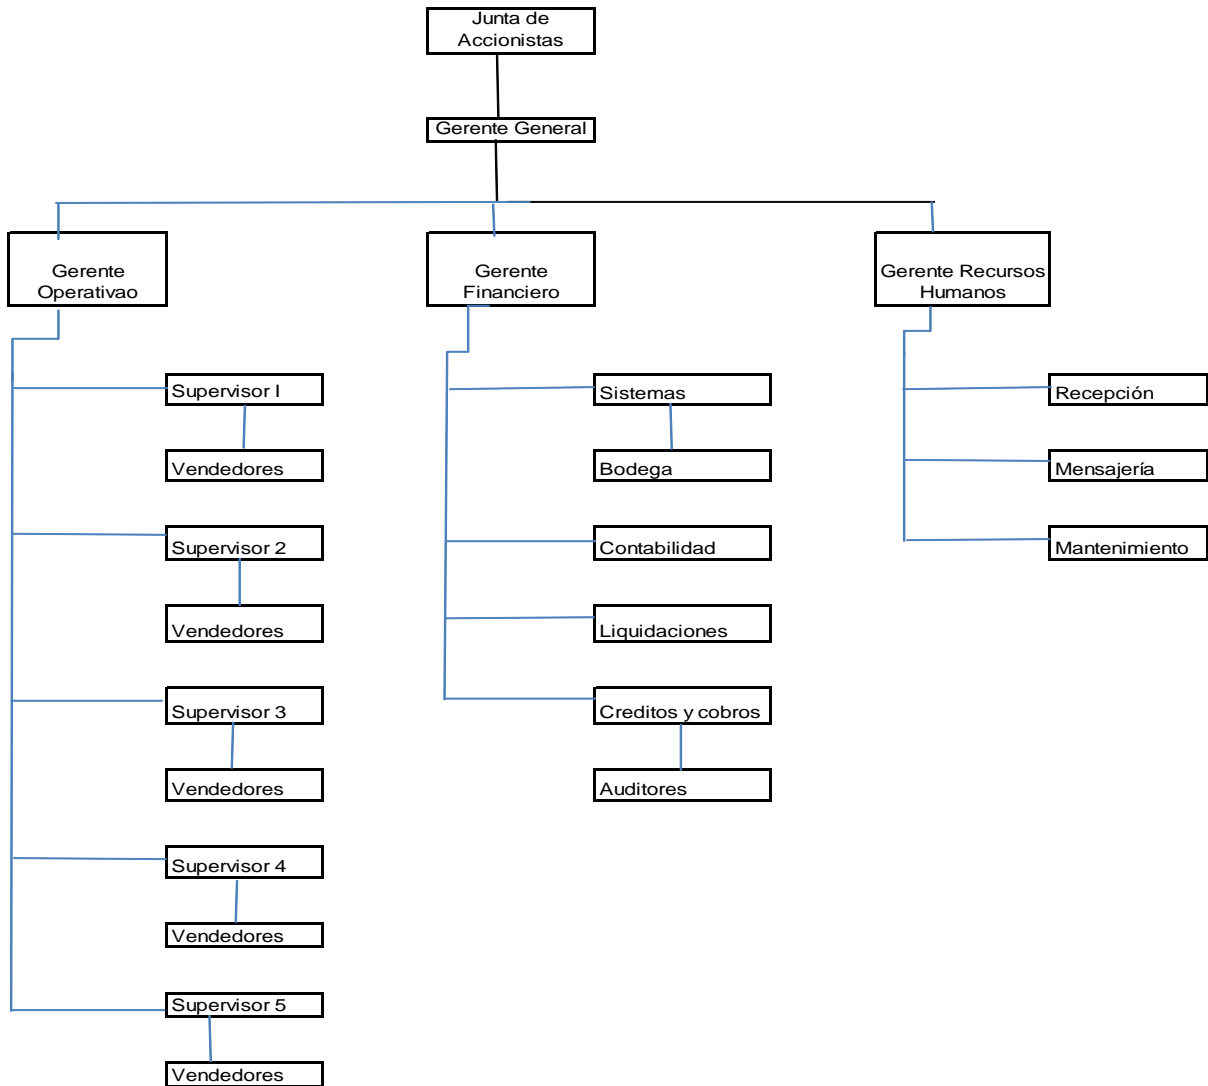 Junta de
Accionistas
Gerente General
Gerente
Operativao
Gerente
Financiero
Gerente Recursos
Humanos
Supervisor I
Vendedores
Supervisor 2
Vendedores
Supervisor 3
Vendedores
Supervisor 4
Vendedores
Supervisor 5
Vendedores
Sistemas
Bodega
Contabilidad
Liquidaciones
Creditos y cobros
Auditores
Recepción
Mensajería
Mantenimiento